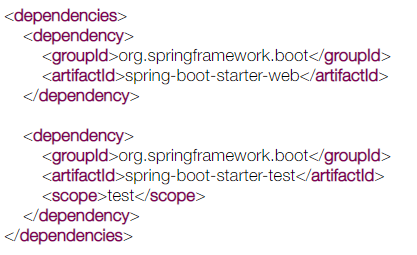 <dependencies>
<dependency>
<groupId>org.springframework.boot</groupId>
<artifactId>spring-boot-starter-web</artifactId>
</dependency>
<dependency>
<groupId>org.springframework.boot</groupId>
<artifactId>spring-boot-starter-test</artifactId>
<scope>test</scope>
</dependency>
</dependencies>